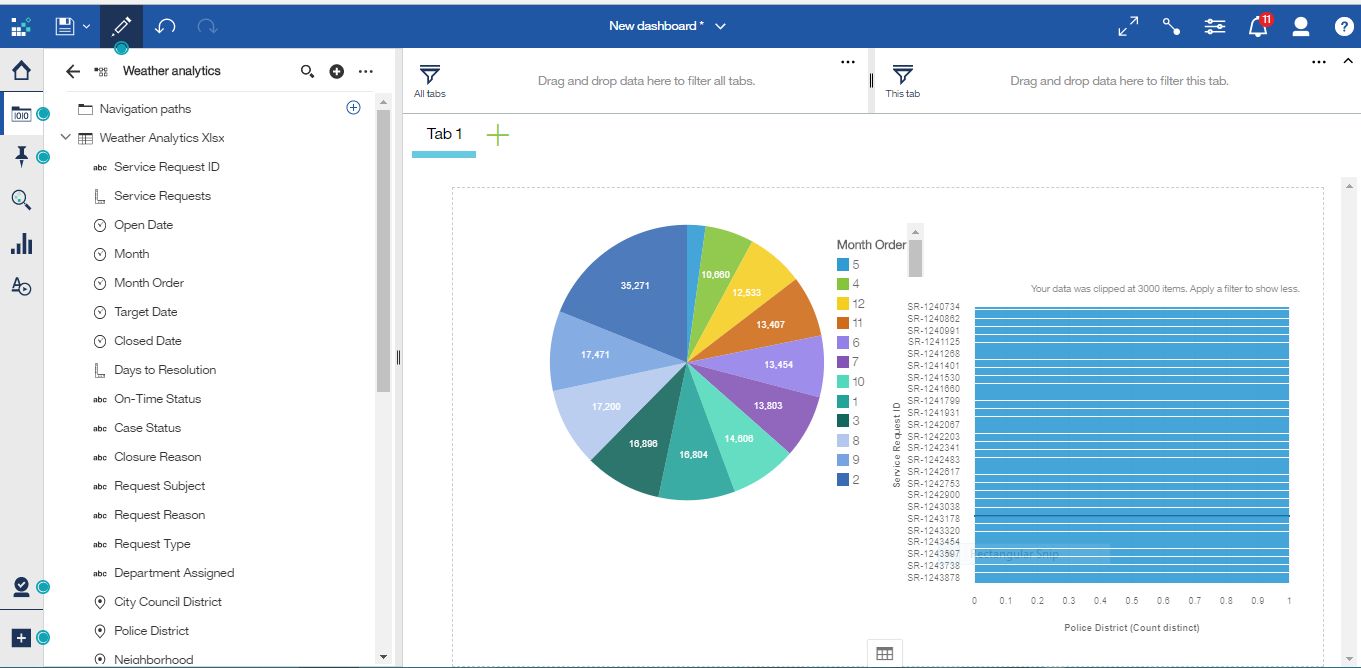 New dashboard *
11
?
Weather analytics
Navigation paths
Weather Analytics Xlsx
abc Service Request ID
Service Requests
Open Date
Month
Month Order
Target Date
Closed Date
Days to Resolution
abc On-Time Status
abc Case Status
abc Closure Reason
abc Request Subject
abc Request Reason
abc Request Type
abc Department Assigned
City Council District
Police District
Neighborhood
All tabs
Drag and drop data here to filter all tabs.
This tab
Drag and drop data here to filter this tab.
Tab 1
35,271
10,660
12,533
13,407
13,454
13,803
14,606
16,804
16,896
17,200
17,471
Month Order
5
4
12
11
6
7
10
1
3
8
9
2
Your data was clipped at 3000 items. Apply a filter to show less.
Service Request ID
SR-1240734
SR-1240862
SR-1240991
SR-1241125
SR-1241268
SR-1241401
SR-1241530
SR-1241660
SR-1241799
SR-1241931
SR-1242067
SR-1242203
SR-1242341
SR-1242483
SR-1242617
SR-1242753
SR-1242900
SR-1243038
SR-1243178
SR-1243320
SR-1243454
SR-1243597
SR-1243738
SR-1243878
Rectangular Snip
0 0.1 0.2 0.3 0.4 0.5 0.6 0.7 0.8 0.9 1
Police District (Count distinct)